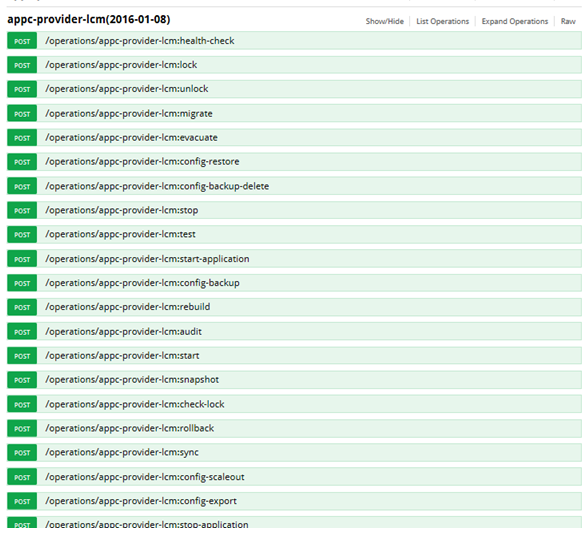 appc-provider-lcm(2016-01-08) Show/Hide List Operations Expand Operations Raw
POST /operations/appc-provider-lcm:health-check
POST /operations/appc-provider-lcm:lock
POST /operations/appc-provider-lcm:unlock
POST /operations/appc-provider-lcm:migrate
POST /operations/appc-provider-lcm:evacuate
POST /operations/appc-provider-lcm:config-restore
POST /operations/appc-provider-lcm:config-backup-delete
POST /operations/appc-provider-lcm:stop
POST /operations/appc-provider-lcm:test
POST /operations/appc-provider-lcm:start-application
POST /operations/appc-provider-lcm:config-backup
POST /operations/appc-provider-lcm:rebuild
POST /operations/appc-provider-lcm:audit
POST /operations/appc-provider-lcm:start
POST /operations/appc-provider-lcm:snapshot
POST /operations/appc-provider-lcm:check-lock
POST /operations/appc-provider-lcm:rollback
POST /operations/appc-provider-lcm:sync
POST /operations/appc-provider-lcm:config-scaleout
POST /operations/appc-provider-lcm:config-export
POST /operations/appc-provider-lcm:stop-application